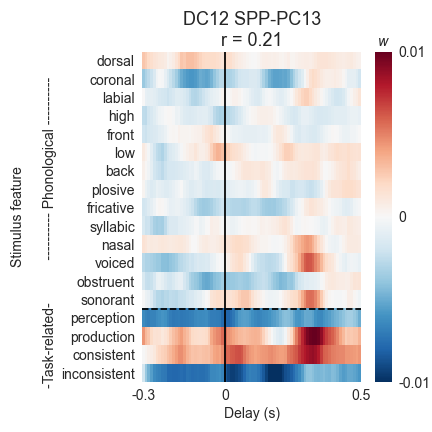 DC12 SPP-PC13
r = 0.21
w
dorsal
coronal
labial
high
front
low
back
plosive
fricative
syllabic
nasal
voiced
obstruent
sonorant
perception
production
consistent
inconsistent
Stimulus feature
---------- Phonological ----------
-Task-related-
-0.3
0
0.5
Delay (s)
0.01
0
-0.01